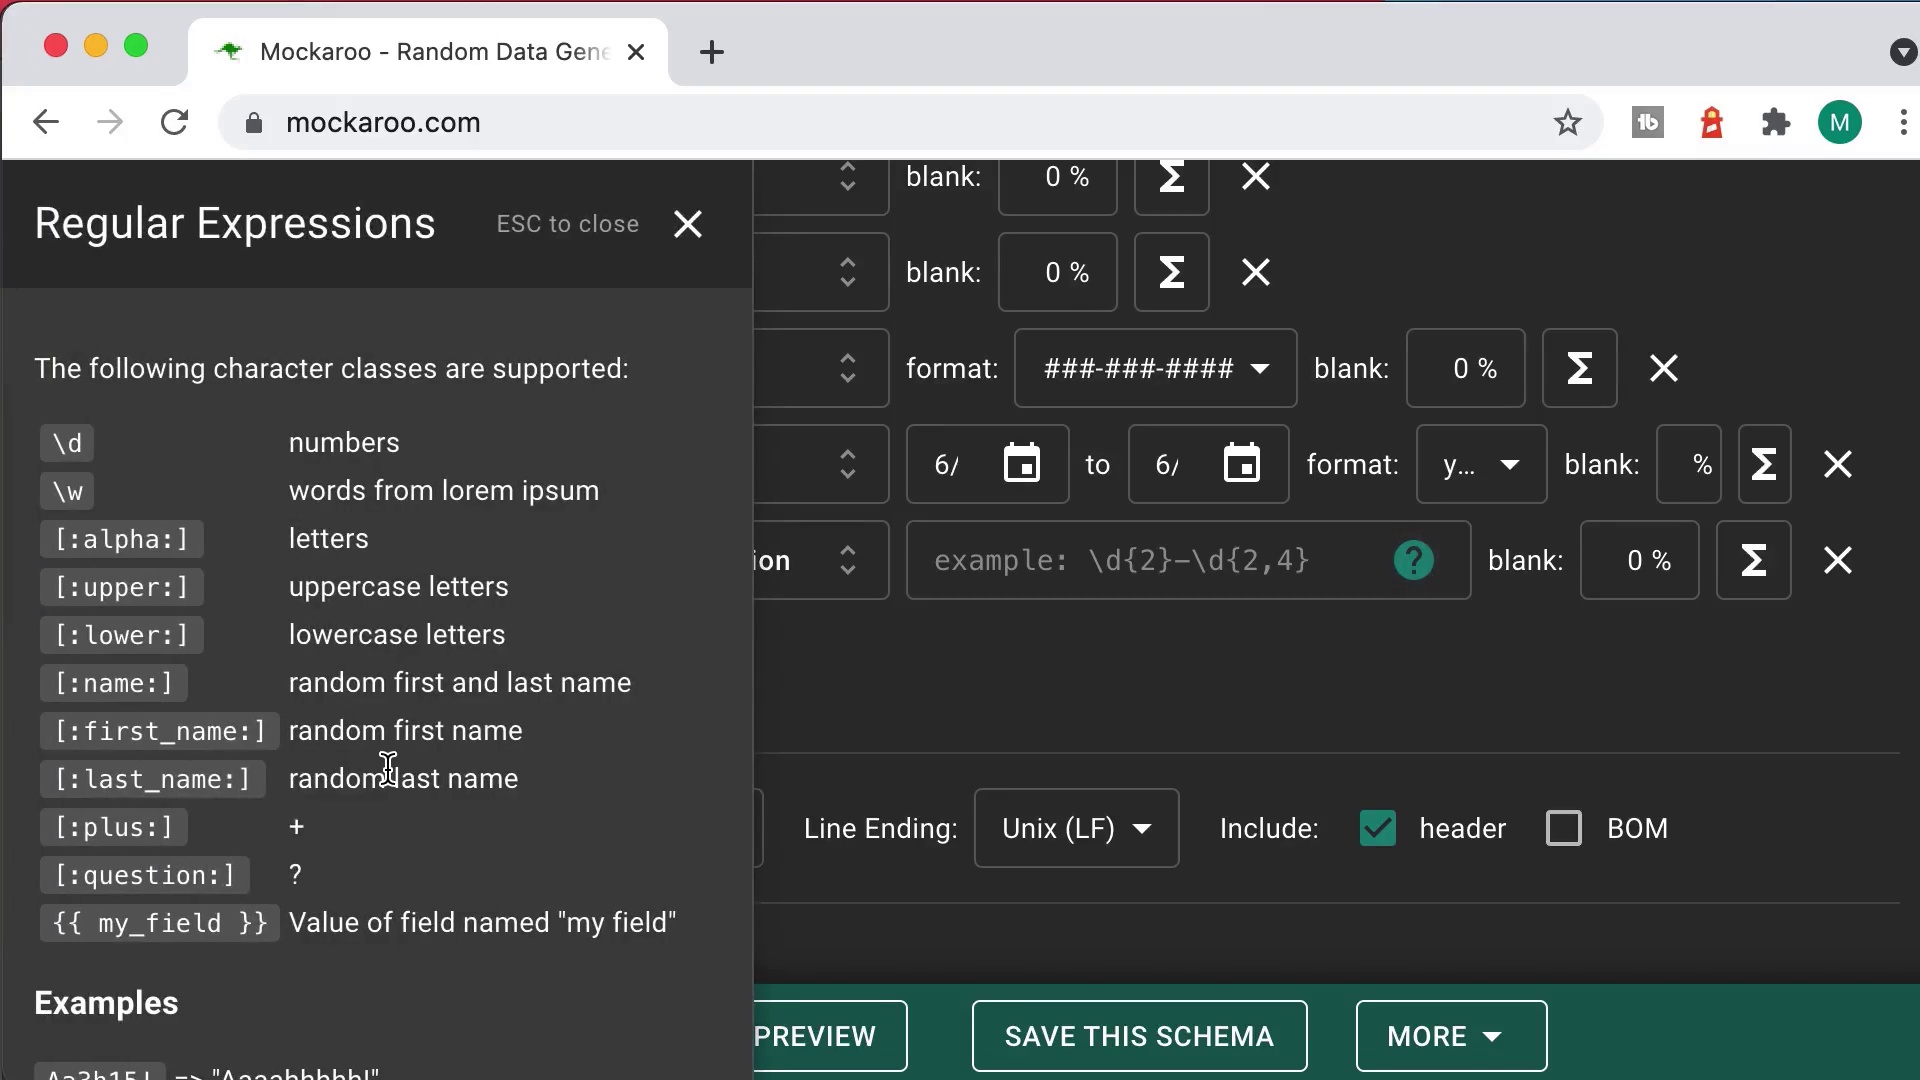 Mockaroo - Random Data Gene
mockaroo.com
M
Regular Expressions ESC to close
The following character classes are supported:
\d numbers
\w words from lorem ipsum
[:alpha:] letters
[:upper:] uppercase letters
[:lower:] lowercase letters
[:name:] random first and last name
[:first_name:] random first name
[:last_name:] random last name
[:plus:] +
[:question:] ?
{{ my_field }} Value of field named "my field"
Examples
Aa3h15! => "Aaaahhhhh!"
blank: 0 % Σ
blank: 0 % Σ
format: ###-###-#### blank: 0 % Σ
6/ to 6/ format: y... blank: % Σ
ion example: \d{2}-\d{2,4} ? blank: 0 % Σ
Line Ending: Unix (LF) Include: header BOM
PREVIEW SAVE THIS SCHEMA MORE